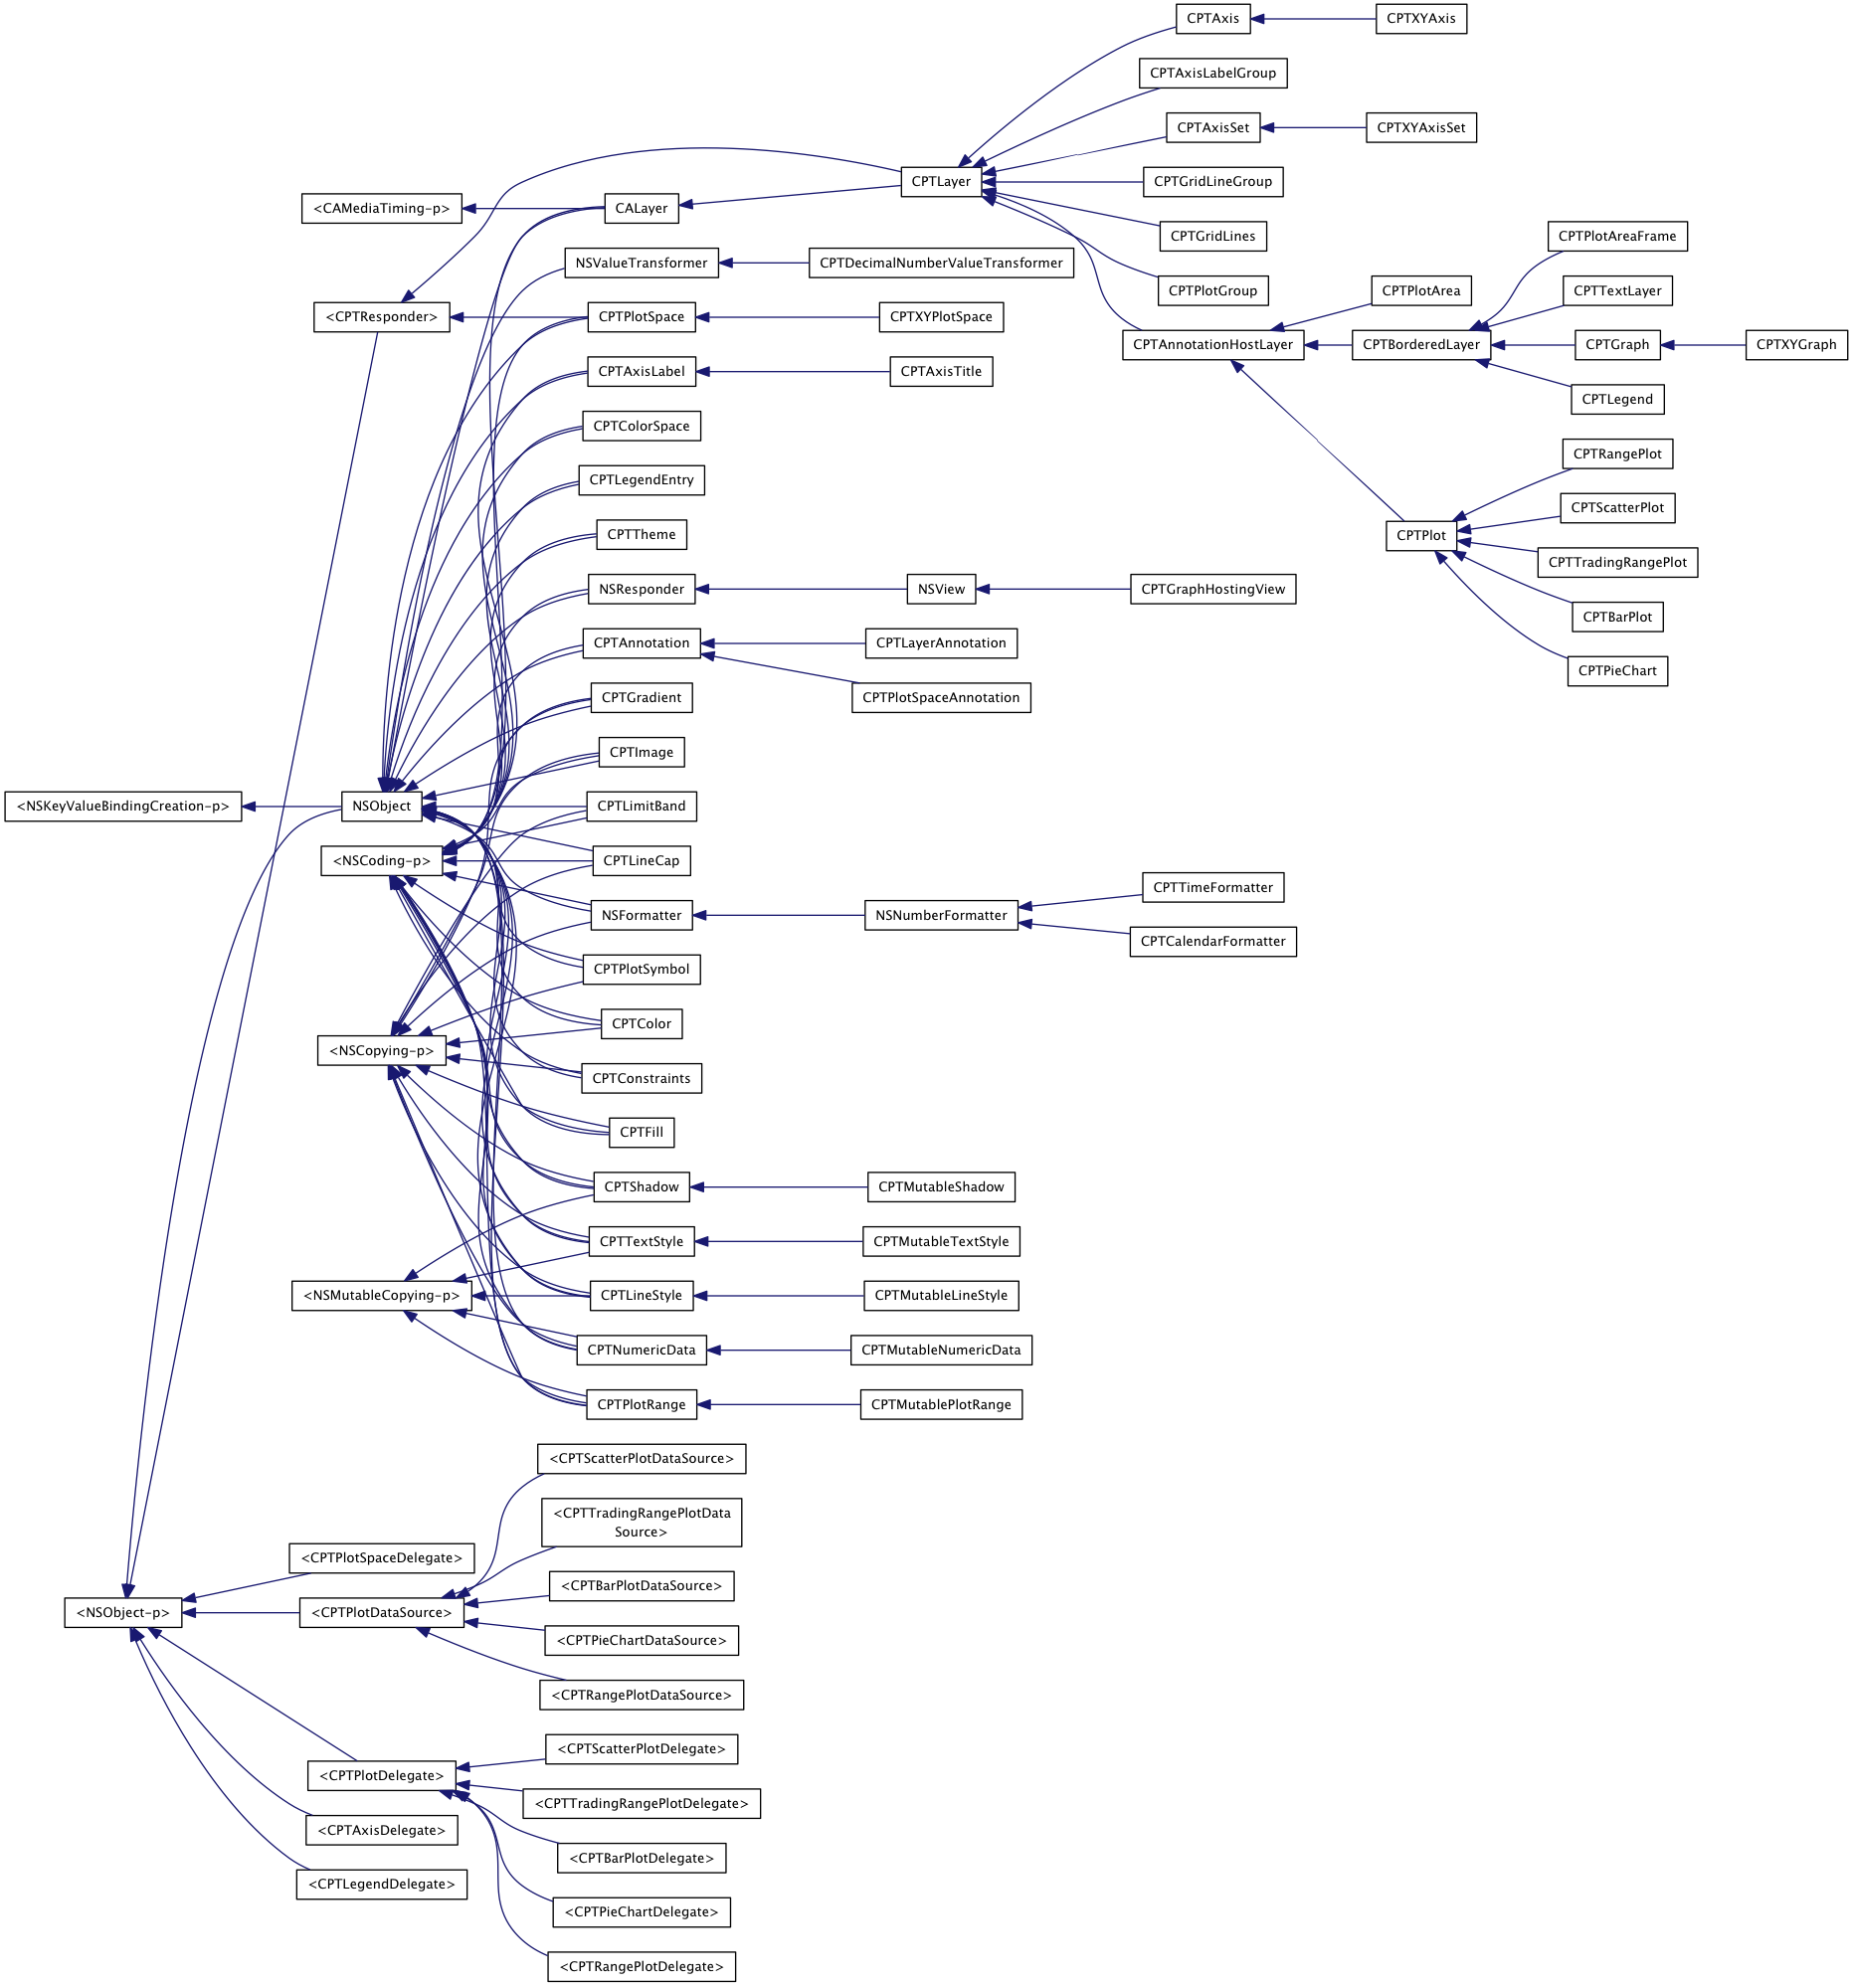 CPTAxis
CPTXYAxis
CPTAxisLabelGroup
CPTAxisSet
CPTXYAxisSet
CPTLayer
CPTGridLineGroup
<CAMediaTiming-p>
CALayer
CPTGridLines
CPTPlotAreaFrame
NSValueTransformer
CPTDecimalNumberValueTransformer
CPTPlotGroup
CPTPlotArea
CPTTextLayer
<CPTResponder>
CPTPlotSpace
CPTXYPlotSpace
CPTAnnotationHostLayer
CPTBorderedLayer
CPTGraph
CPTXYGraph
CPTAxisLabel
CPTAxisTitle
CPTLegend
CPTColorSpace
CPTRangePlot
CPTLegendEntry
CPTScatterPlot
CPTTheme
CPTPlot
CPTTradingRangePlot
NSResponder
NSView
CPTGraphHostingView
CPTBarPlot
CPTAnnotation
CPTLayerAnnotation
CPTPieChart
CPTGradient
CPTPlotSpaceAnnotation
CPTImage
<NSKeyValueBindingCreation-p>
NSObject
CPTLimitBand
<NSCoding-p>
CPTLineCap
CPTTimeFormatter
NSFormatter
NSNumberFormatter
CPTCalendarFormatter
CPTPlotSymbol
CPTColor
<NSCopying-p>
CPTConstraints
CPTFill
CPTShadow
CPTMutableShadow
CPTTextStyle
CPTMutableTextStyle
<NSMutableCopying-p>
CPTLineStyle
CPTMutableLineStyle
CPTNumericData
CPTMutableNumericData
CPTPlotRange
CPTMutablePlotRange
<CPTScatterPlotDataSource>
<CPTTradingRangePlotData
Source>
<CPTPlotSpaceDelegate>
<CPTBarPlotDataSource>
<NSObject-p>
<CPTPlotDataSource>
<CPTPieChartDataSource>
<CPTRangePlotDataSource>
<CPTScatterPlotDelegate>
<CPTPlotDelegate>
<CPTTradingRangePlotDelegate>
<CPTAxisDelegate>
<CPTBarPlotDelegate>
<CPTLegendDelegate>
<CPTPieChartDelegate>
<CPTRangePlotDelegate>